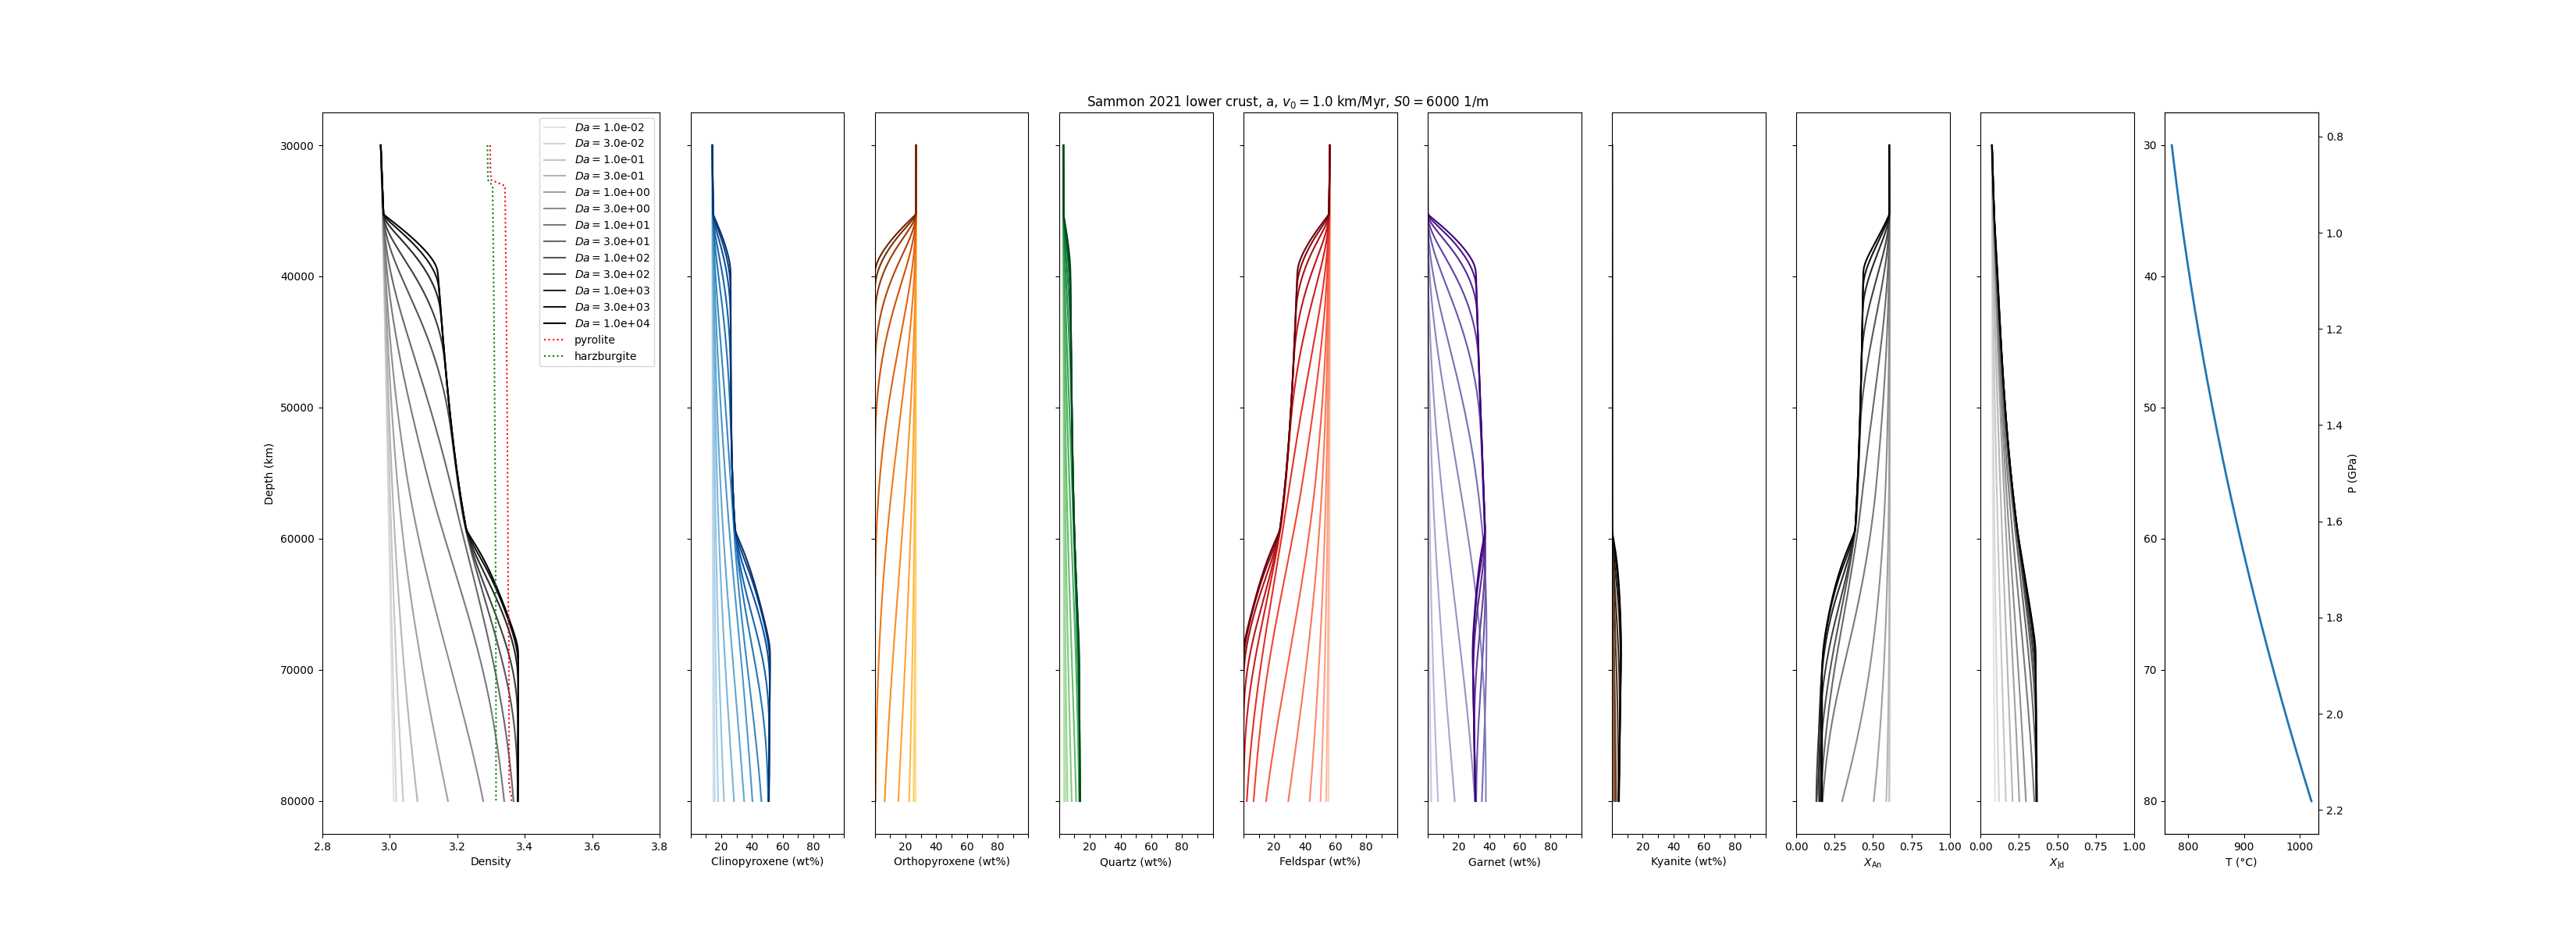 Sammon 2021 lower crust, a, v₀ = 1.0 km/Myr, S0 = 6000 1/m
Da = 1.0e-02
Da = 3.0e-02
Da = 1.0e-01
Da = 3.0e-01
Da = 1.0e+00
Da = 3.0e+00
Da = 1.0e+01
Da = 3.0e+01
Da = 1.0e+02
Da = 3.0e+02
Da = 1.0e+03
Da = 3.0e+03
Da = 1.0e+04
pyrolite
harzburgite
Depth (km)
30000
40000
50000
60000
70000
80000
2.8 3.0 3.2 3.4 3.6 3.8
Density
20 40 60 80
Clinopyroxene (wt%)
20 40 60 80
Orthopyroxene (wt%)
20 40 60 80
Quartz (wt%)
20 40 60 80
Feldspar (wt%)
20 40 60 80
Garnet (wt%)
20 40 60 80
Kyanite (wt%)
0.00 0.25 0.50 0.75 1.00
X_An
0.00 0.25 0.50 0.75 1.00
X_Jd
30
40
50
60
70
80
800 900 1000
T (°C)
0.8
1.0
1.2
1.4
1.6
1.8
2.0
2.2
P (GPa)